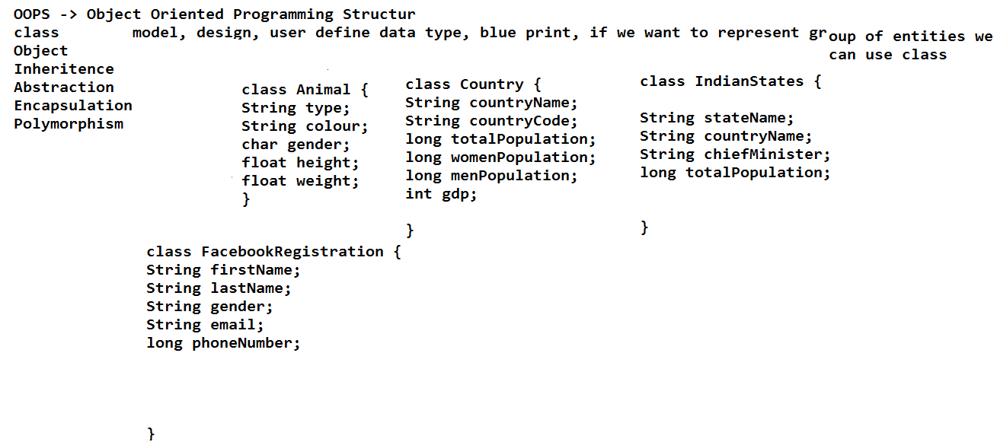 OOPS -> Object Oriented Programming Structur
class model, design, user define data type, blue print, if we want to represent group of entities we
can use class
Object
Inheritence
Abstraction
Encapsulation
Polymorphism
class Animal {
String type;
String colour;
char gender;
float height;
float weight;
}
class Country {
String countryName;
String countryCode;
long totalPopulation;
long womenPopulation;
long menPopulation;
int gdp;
}
class IndianStates {
String stateName;
String countryName;
String chiefMinister;
long totalPopulation;
}
class FacebookRegistration {
String firstName;
String lastName;
String gender;
String email;
long phoneNumber;
}